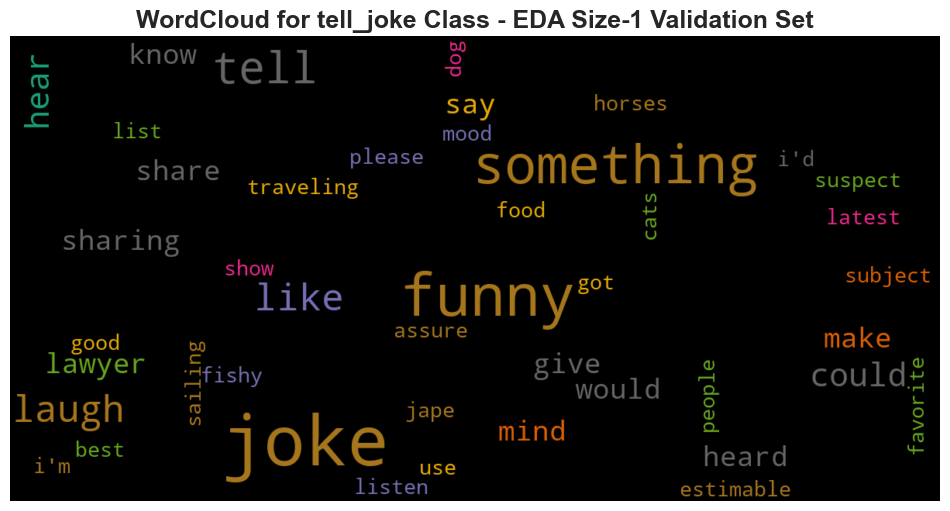 WordCloud for tell_joke Class - EDA Size-1 Validation Set
know
tell
dog
hear
say
horses
list
mood
please
something
i'd
share
suspect
traveling
food
cats
latest
sharing
show
like
funny
got
subject
assure
make
good
lawyer
sailing
fishy
give
would
could
people
favorite
laugh
joke
jape
mind
best
i'm
use
heard
listen
estimable